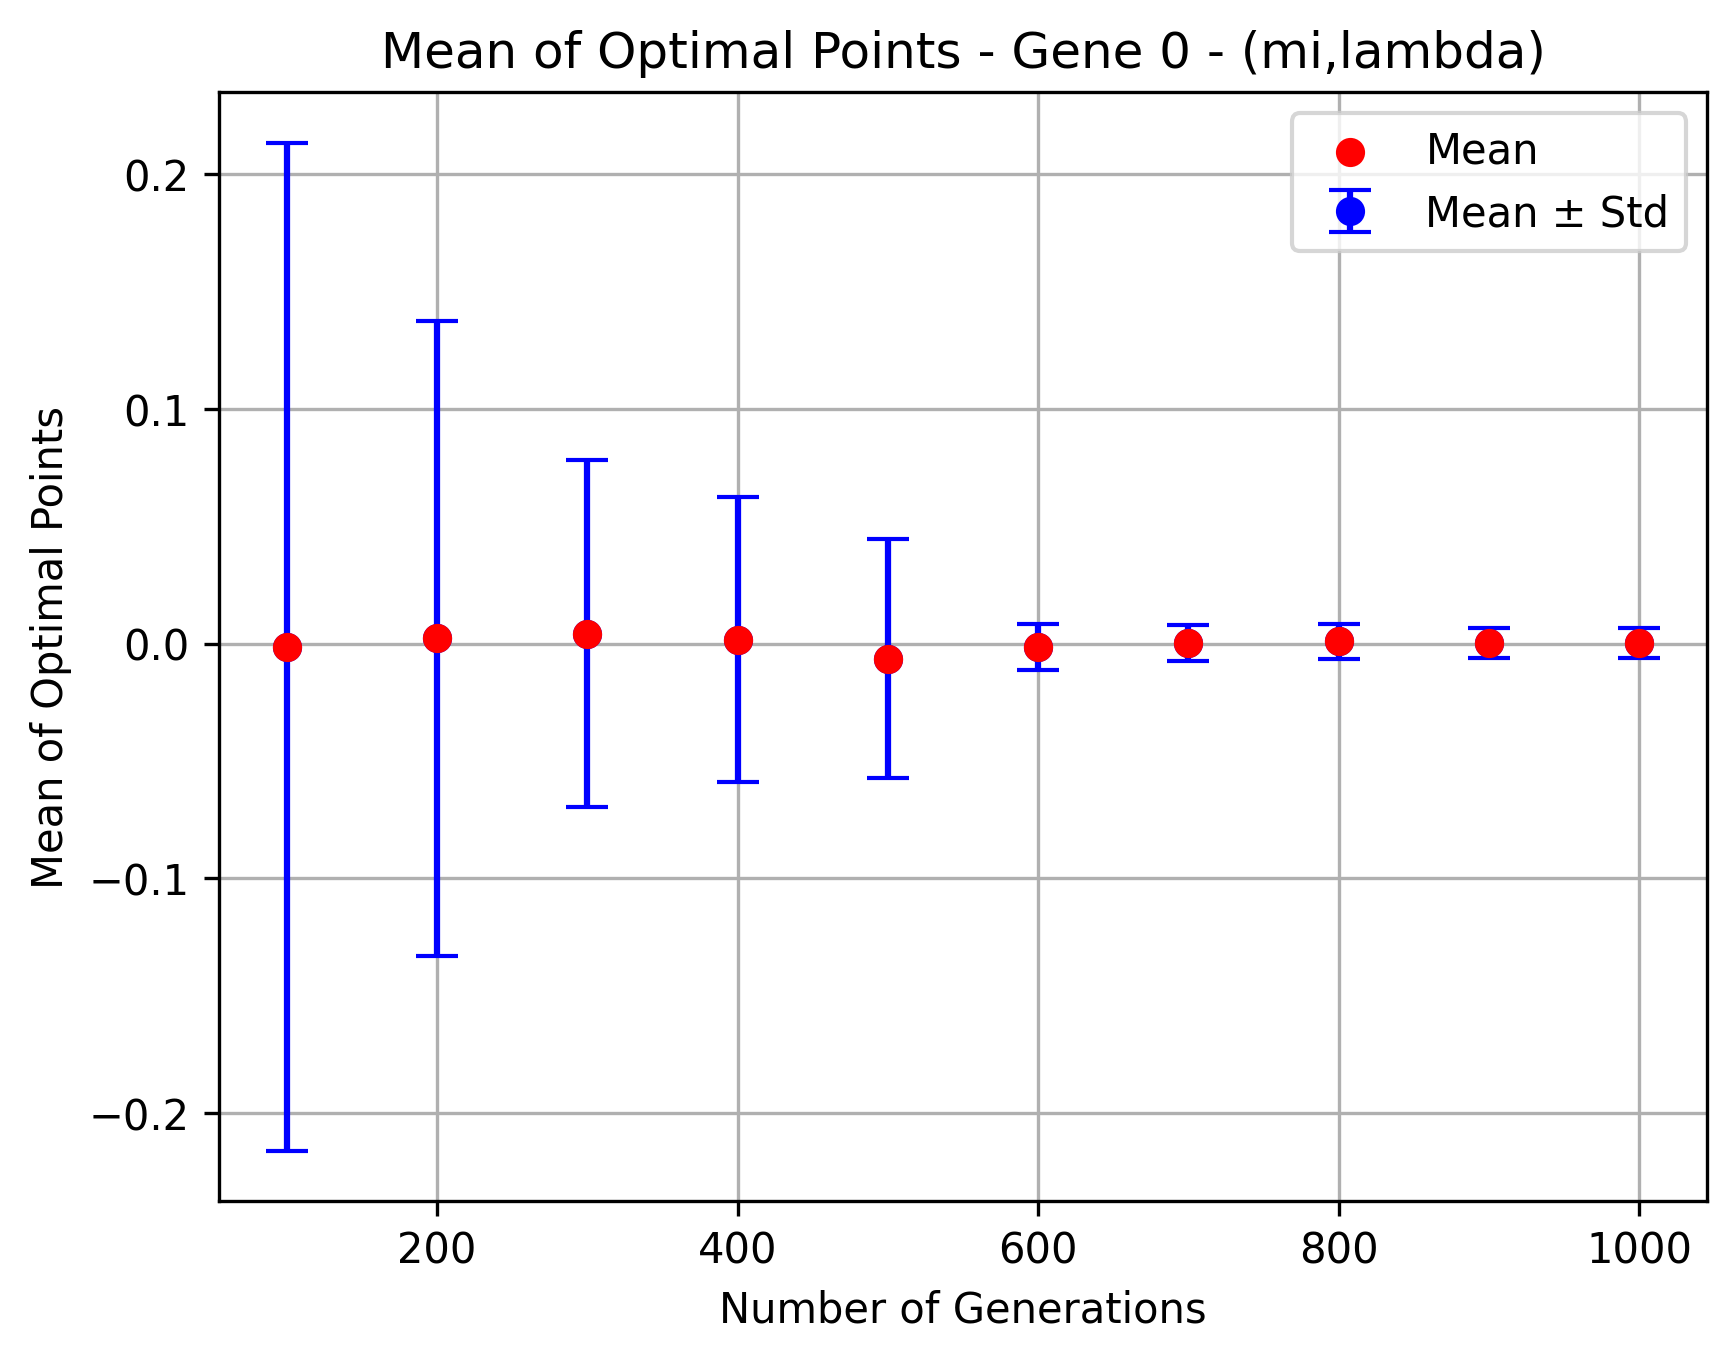 Mean of Optimal Points - Gene 0 - (mi,lambda)
Mean
Mean ± Std
Mean of Optimal Points
0.2
0.1
0.0
−0.1
−0.2
200 400 600 800 1000
Number of Generations